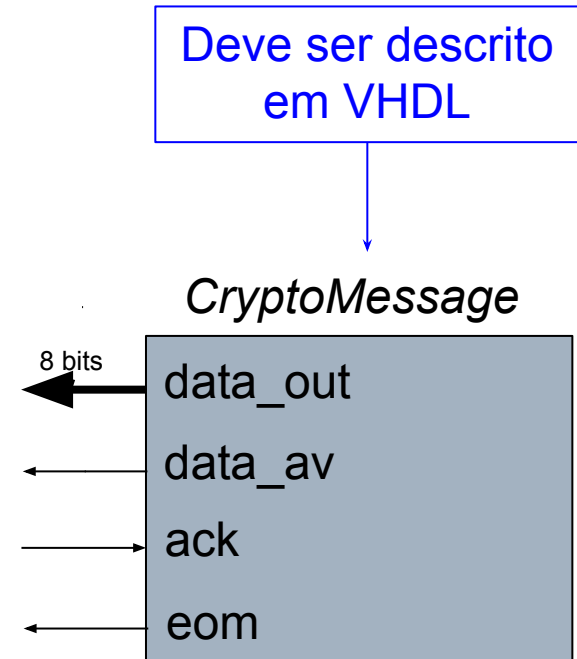 Deve ser descrito
em VHDL
CryptoMessage
8 bits
data_out
data_av
ack
eom